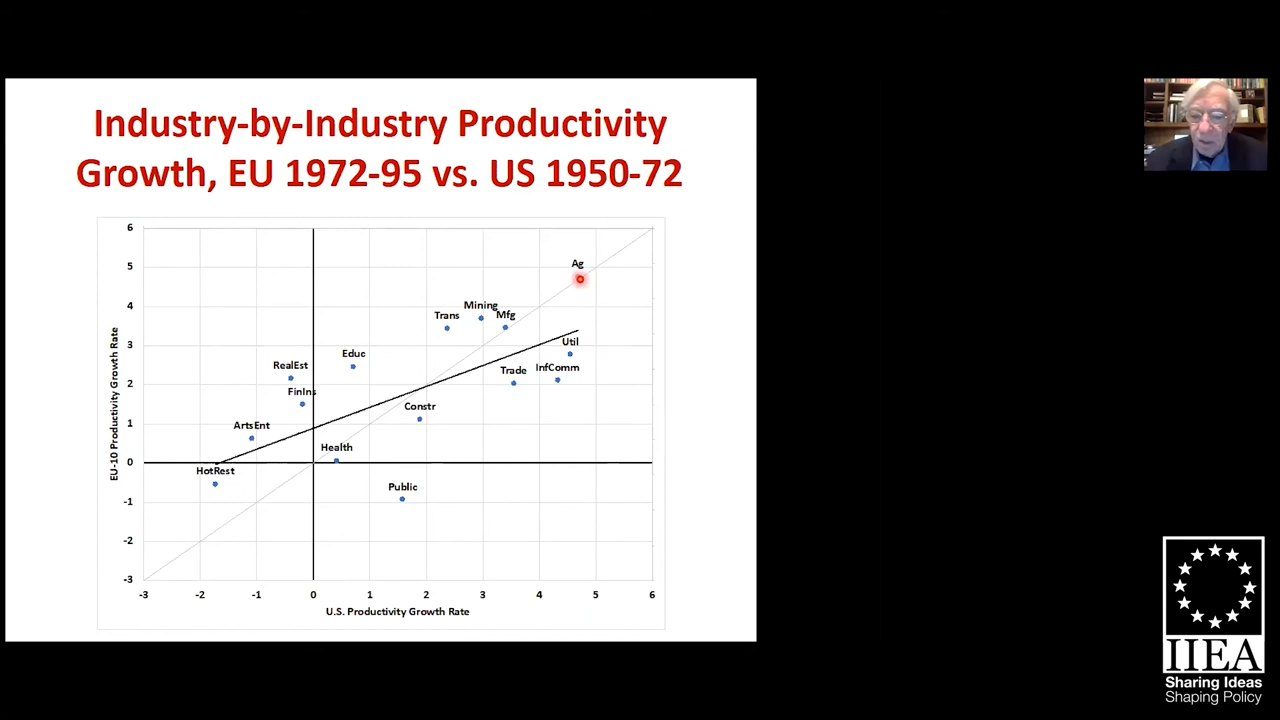 Industry-by-Industry Productivity
Growth, EU 1972-95 vs. US 1950-72
6
5
4
3
2
1
0
-1
-2
-3
EU-10 Productivity Growth Rate
Ag
Mining
Trans
Mfg
Util
Educ
RealEst
Trade
InfComm
FinIns
Constr
ArtsEnt
Health
HotRest
Public
-3 -2 -1 0 1 2 3 4 5 6
U.S. Productivity Growth Rate
IIEA
Sharing Ideas
Shaping Policy